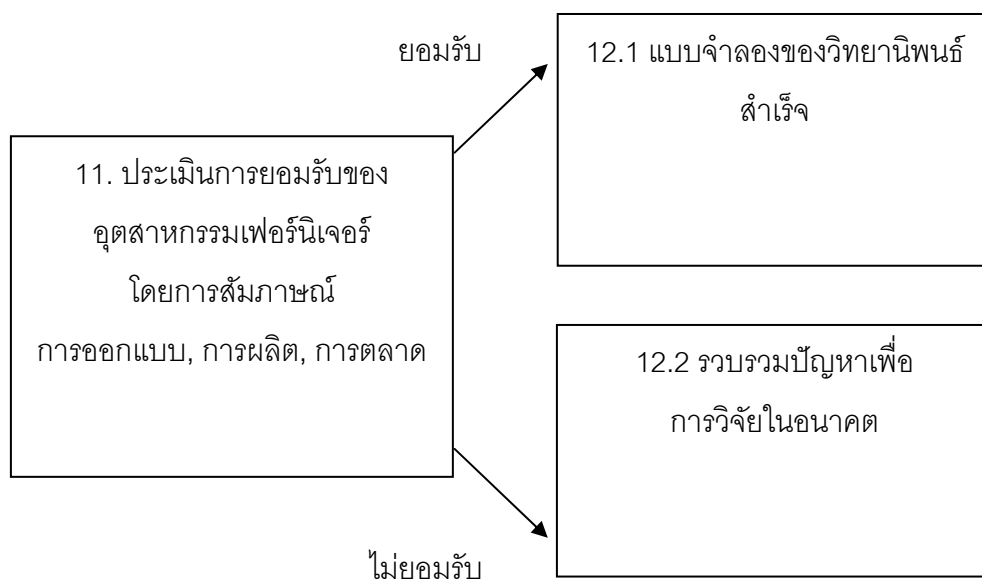 ยอมรับ
12.1 แบบจำลองของวิทยานิพนธ์
สำเร็จ
11. ประเมินการยอมรับของ
อุตสาหกรรมเฟอร์นิเจอร์
โดยการสัมภาษณ์
การออกแบบ, การผลิต, การตลาด
12.2 รวบรวมปัญหาเพื่อ
การวิจัยในอนาคต
ไม่ยอมรับ